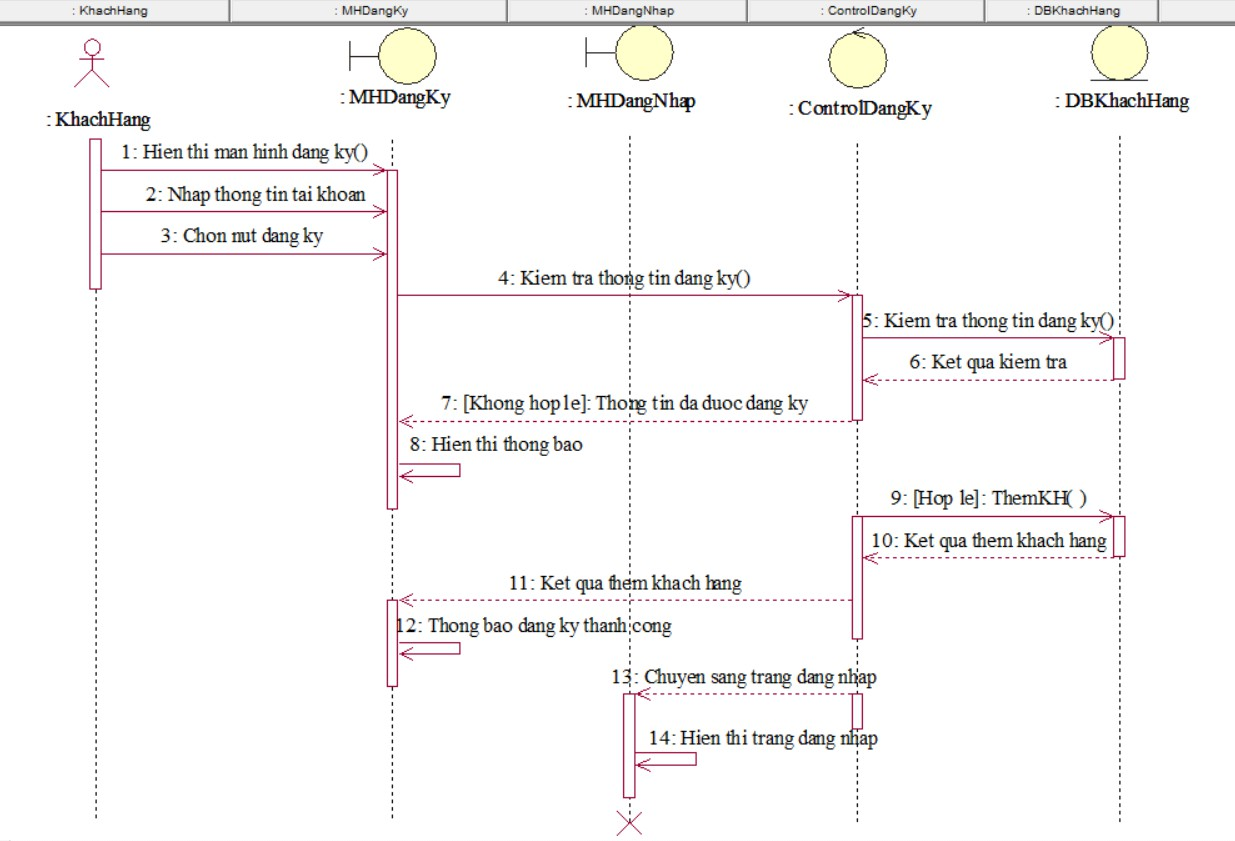 : KhachHang
: MHDangKy
: MHDangNhap
: ControlDangKy
: DBKhachHang
: KhachHang
: MHDangKy
: MHDangNhap
: ControlDangKy
: DBKhachHang
1: Hien thi man hinh dang ky()
2: Nhap thong tin tai khoan
3: Chon nut dang ky
4: Kiem tra thong tin dang ky()
5: Kiem tra thong tin dang ky()
6: Ket qua kiem tra
7: [Khong hop le]: Thong tin da duoc dang ky
8: Hien thi thong bao
9: [Hop le]: ThemKH( )
10: Ket qua them khach hang
11: Ket qua them khach hang
12: Thong bao dang ky thanh cong
13: Chuyen sang trang dang nhap
14: Hien thi trang dang nhap